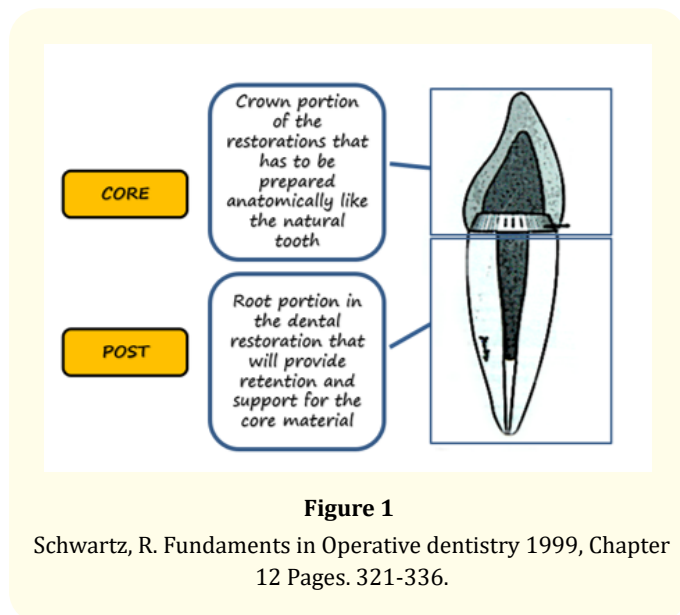 CORE
Crown portion
of the
restorations that
has to be
prepared
anatomically like
the natural
tooth
POST
Root portion in
the dental
restoration that
will provide
retention and
support for the
core material
Figure 1
Schwartz, R. Fundaments in Operative dentistry 1999, Chapter
12 Pages. 321-336.